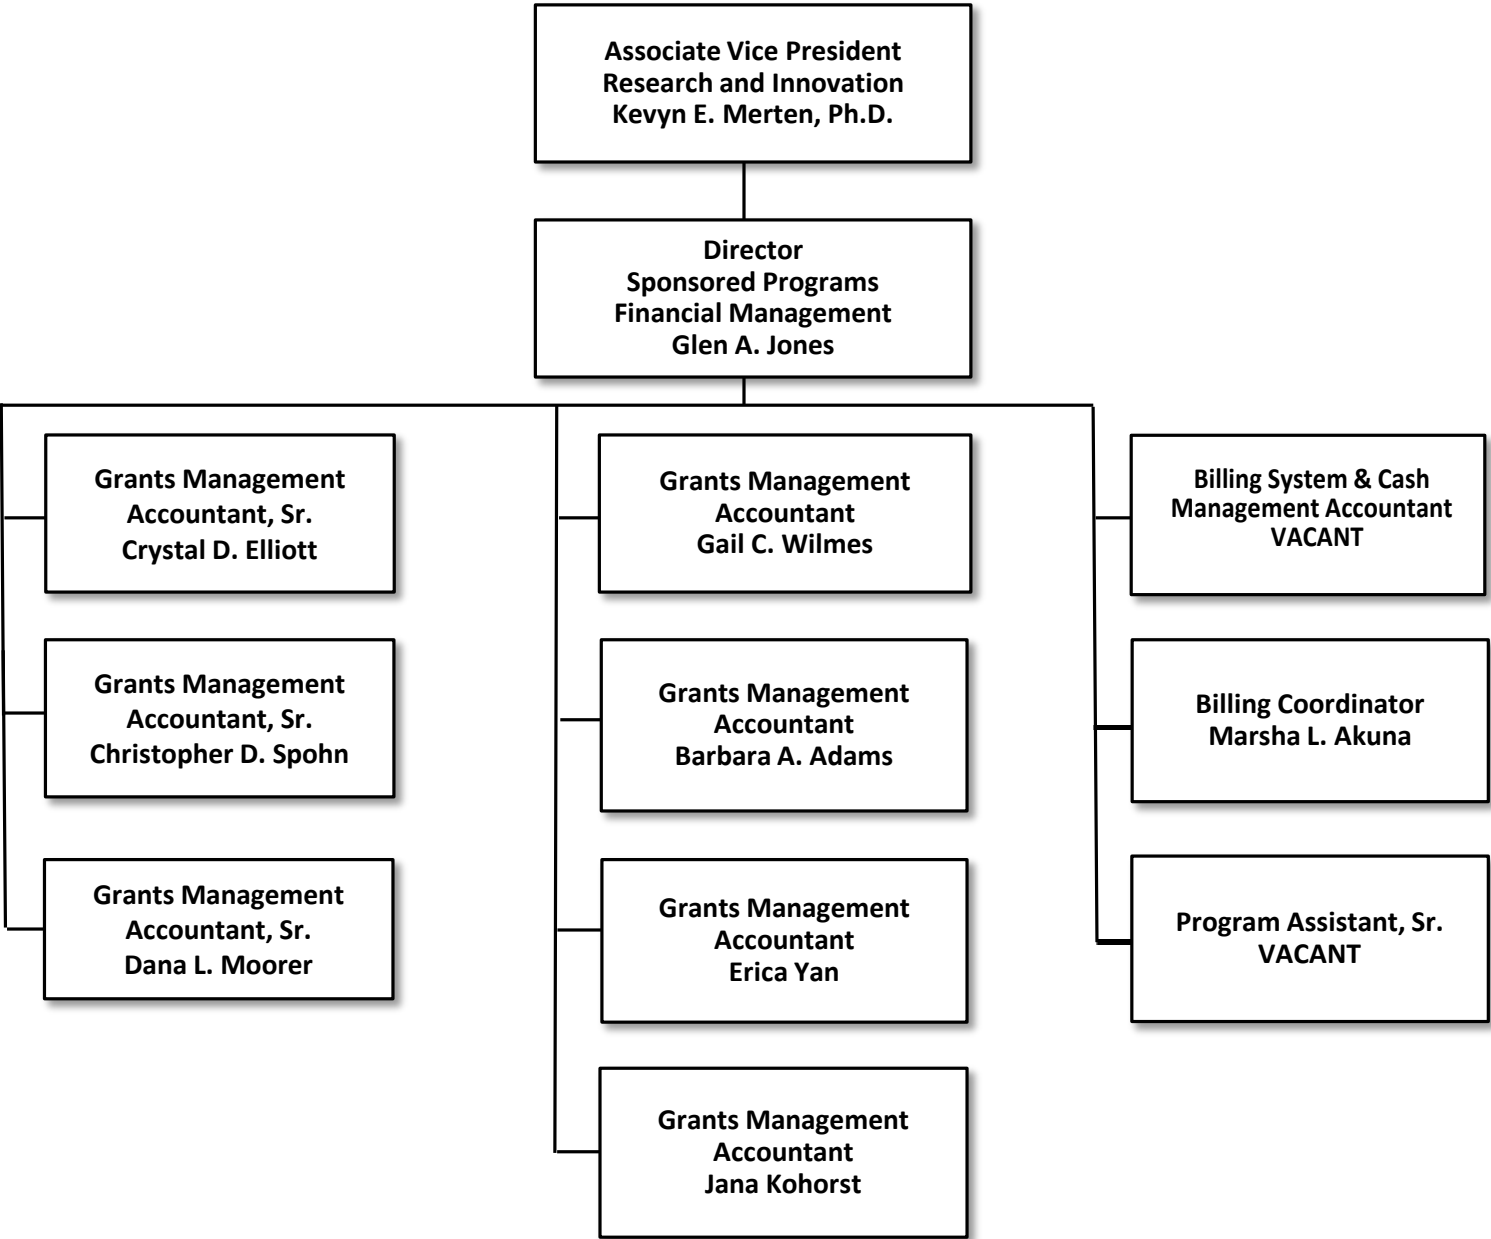 Associate Vice President
Research and Innovation
Kevyn E. Merten, Ph.D.
Director
Sponsored Programs
Financial Management
Glen A. Jones
Grants Management
Accountant, Sr.
Crystal D. Elliott
Grants Management
Accountant, Sr.
Christopher D. Spohn
Grants Management
Accountant, Sr.
Dana L. Moorer
Grants Management
Accountant
Gail C. Wilmes
Grants Management
Accountant
Barbara A. Adams
Grants Management
Accountant
Erica Yan
Grants Management
Accountant
Jana Kohorst
Billing System & Cash
Management Accountant
VACANT
Billing Coordinator
Marsha L. Akuna
Program Assistant, Sr.
VACANT